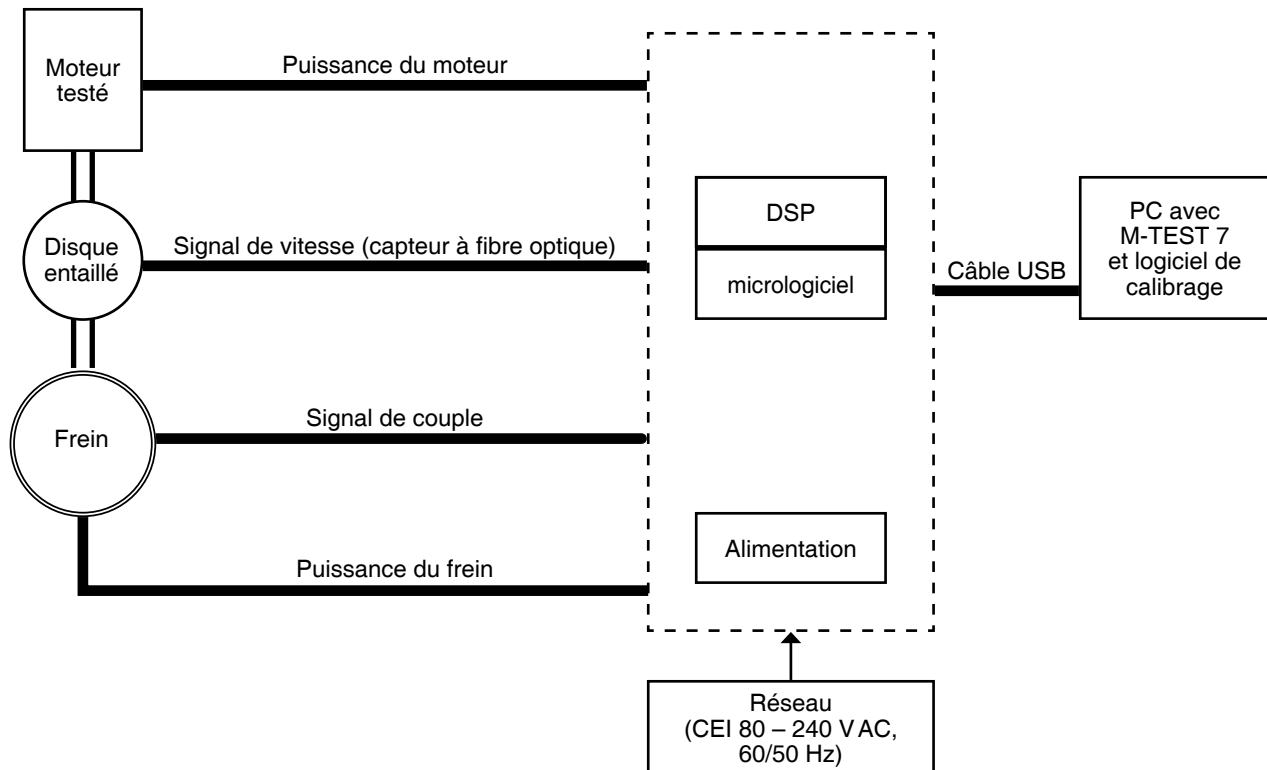 Moteur
testé
Puissance du moteur
Disque
entaillé
Signal de vitesse (capteur à fibre optique)
DSP
micrologiciel
Câble USB
PC avec
M-TEST 7
et logiciel de
calibrage
Frein
Signal de couple
Alimentation
Puissance du frein
Réseau
(CEI 80 – 240 V AC,
60/50 Hz)